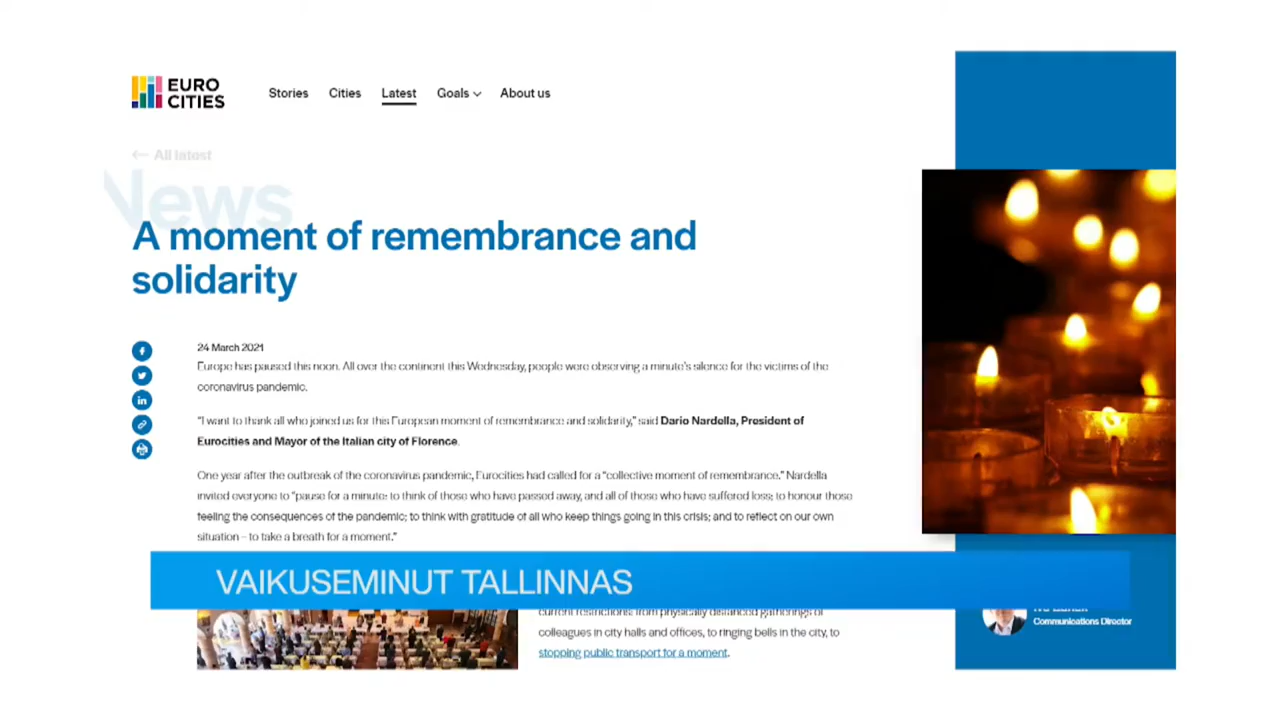 EURO
CITIES
Stories Cities Latest Goals About us
← All latest
News
A moment of remembrance and
solidarity
24 March 2021
Europe has paused this noon. All over the continent this Wednesday, people were observing a minute's silence for the victims of the
coronavirus pandemic.
"I want to thank all who joined us for this European moment of remembrance and solidarity," said Dario Nardella, President of
Eurocities and Mayor of the Italian city of Florence.
One year after the outbreak of the coronavirus pandemic, Eurocities had called for a "collective moment of remembrance." Nardella
invited everyone to "pause for a minute: to think of those who have passed away, and all of those who have suffered loss; to honour those
feeling the consequences of the pandemic; to think with gratitude of all who keep things going in this crisis; and to reflect on our own
situation – to take a breath for a moment."
VAIKUSEMINUT TALLINNAS
current restrictions from physically distanced gatherings of
colleagues in city halls and offices, to ringing bells in the city, to
stopping public transport for a moment.
Communications Director